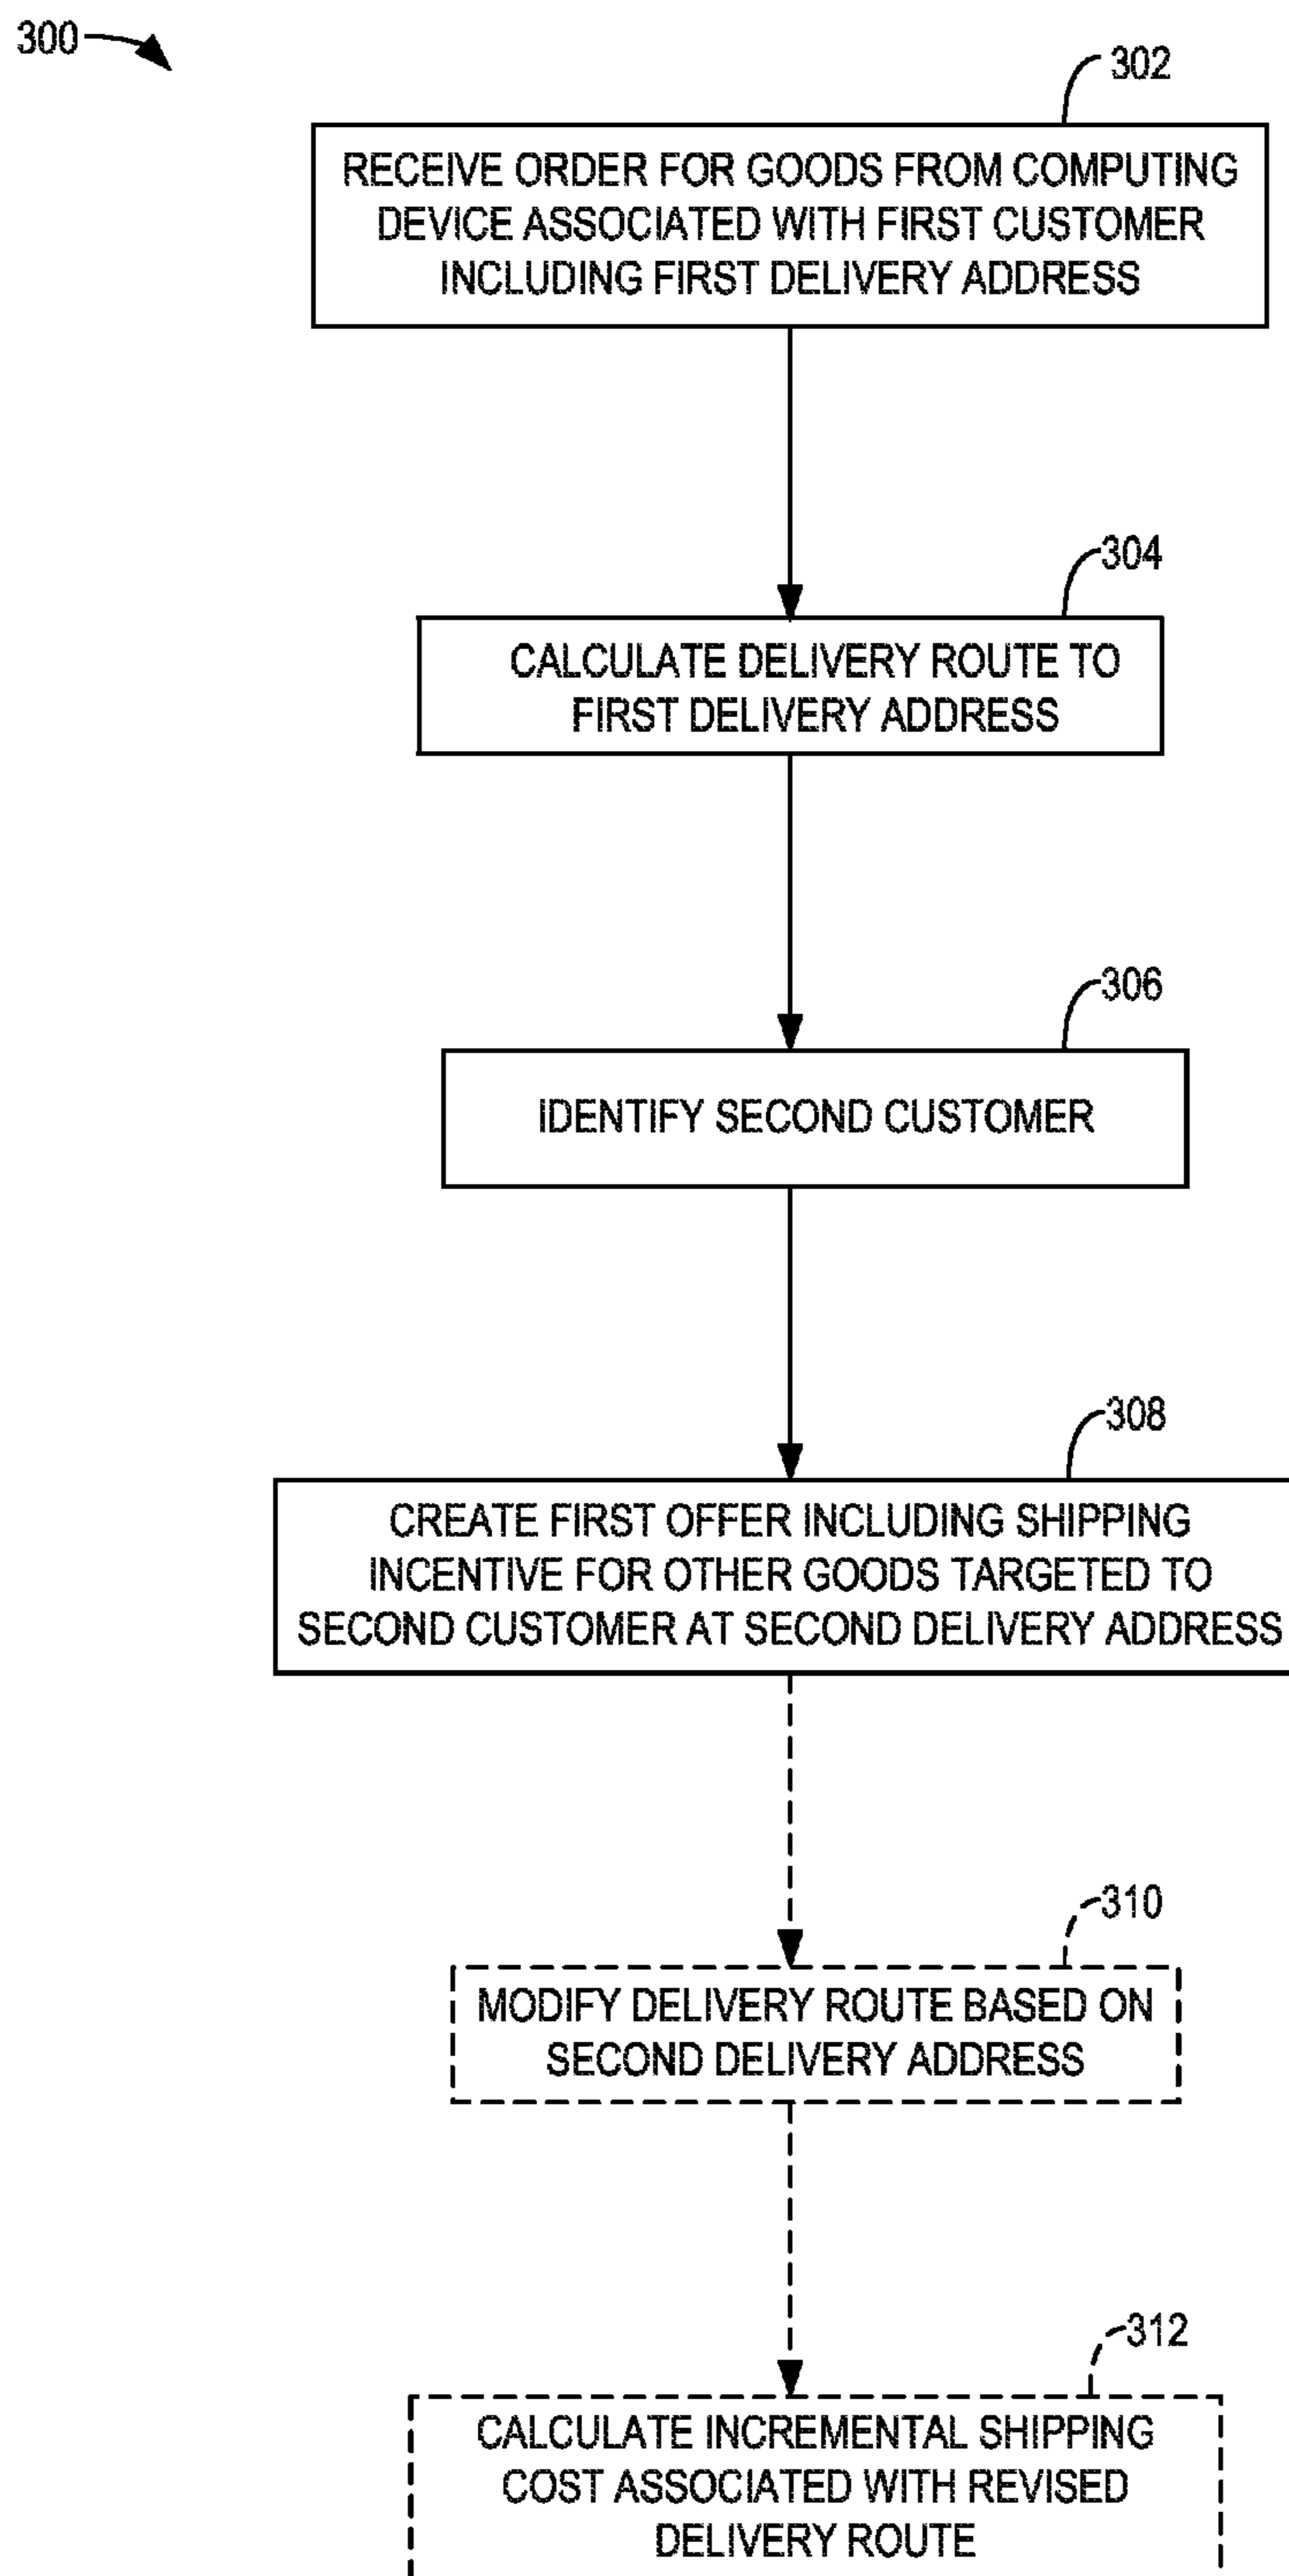 300
302
RECEIVE ORDER FOR GOODS FROM COMPUTING
DEVICE ASSOCIATED WITH FIRST CUSTOMER
INCLUDING FIRST DELIVERY ADDRESS
304
CALCULATE DELIVERY ROUTE TO
FIRST DELIVERY ADDRESS
306
IDENTIFY SECOND CUSTOMER
308
CREATE FIRST OFFER INCLUDING SHIPPING
INCENTIVE FOR OTHER GOODS TARGETED TO
SECOND CUSTOMER AT SECOND DELIVERY ADDRESS
310
MODIFY DELIVERY ROUTE BASED ON
SECOND DELIVERY ADDRESS
312
CALCULATE INCREMENTAL SHIPPING
COST ASSOCIATED WITH REVISED
DELIVERY ROUTE